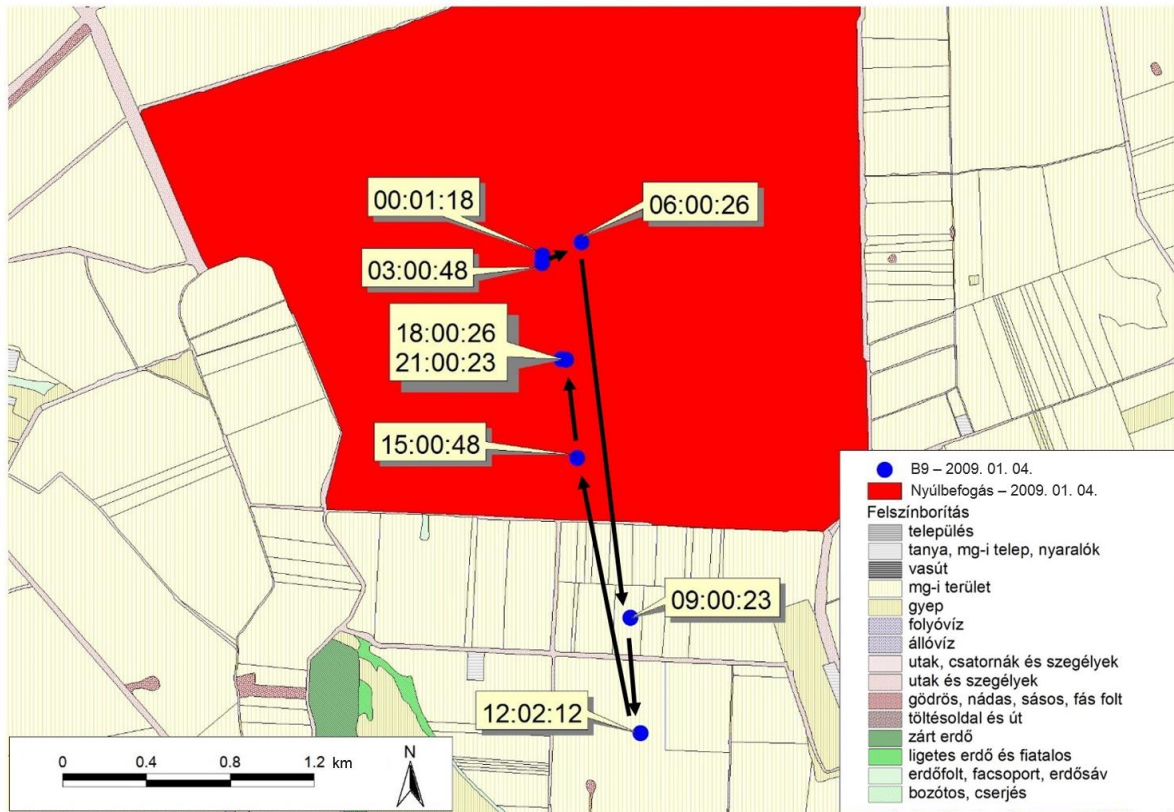 00:01:18
06:00:26
03:00:48
18:00:26
21:00:23
15:00:48
09:00:23
12:02:12
B9 – 2009. 01. 04.
Nyúlbefogás – 2009. 01. 04.
Felszínborítás
település
tanya, mg-i telep, nyaralók
vasút
mg-i terület
gyep
folyóvíz
állóvíz
utak, csatornák és szegélyek
utak és szegélyek
gödrös, nádas, sásos, fás folt
töltésoldal és út
zárt erdő
ligetes erdő és fiatalos
erdőfolt, facsoport, erdősáv
bozótos, cserjés
0 0.4 0.8 1.2 km
N